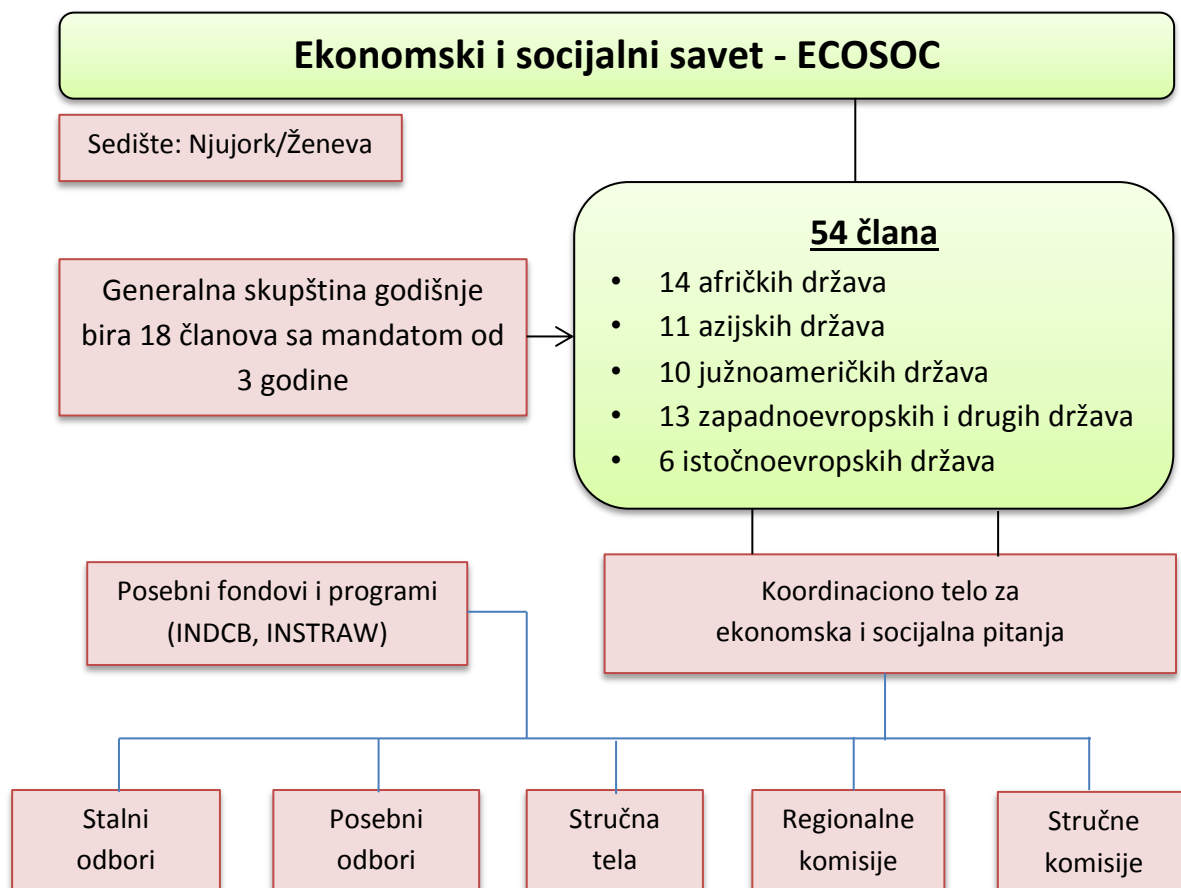 Ekonomski i socijalni savet - ECOSOC
Sedište: Njujork/Ženeva
54 člana
• 14 afričkih država
• 11 azijskih država
• 10 južnoameričkih država
• 13 zapadnoevropskih i drugih država
• 6 istočnoevropskih država
Generalna skupština godišnje
bira 18 članova sa mandatom od
3 godine
Posebni fondovi i programi
(INDCB, INSTRAW)
Koordinaciono telo za
ekonomska i socijalna pitanja
Stalni
odbori
Posebni
odbori
Stručna
tela
Regionalne
komisije
Stručne
komisije